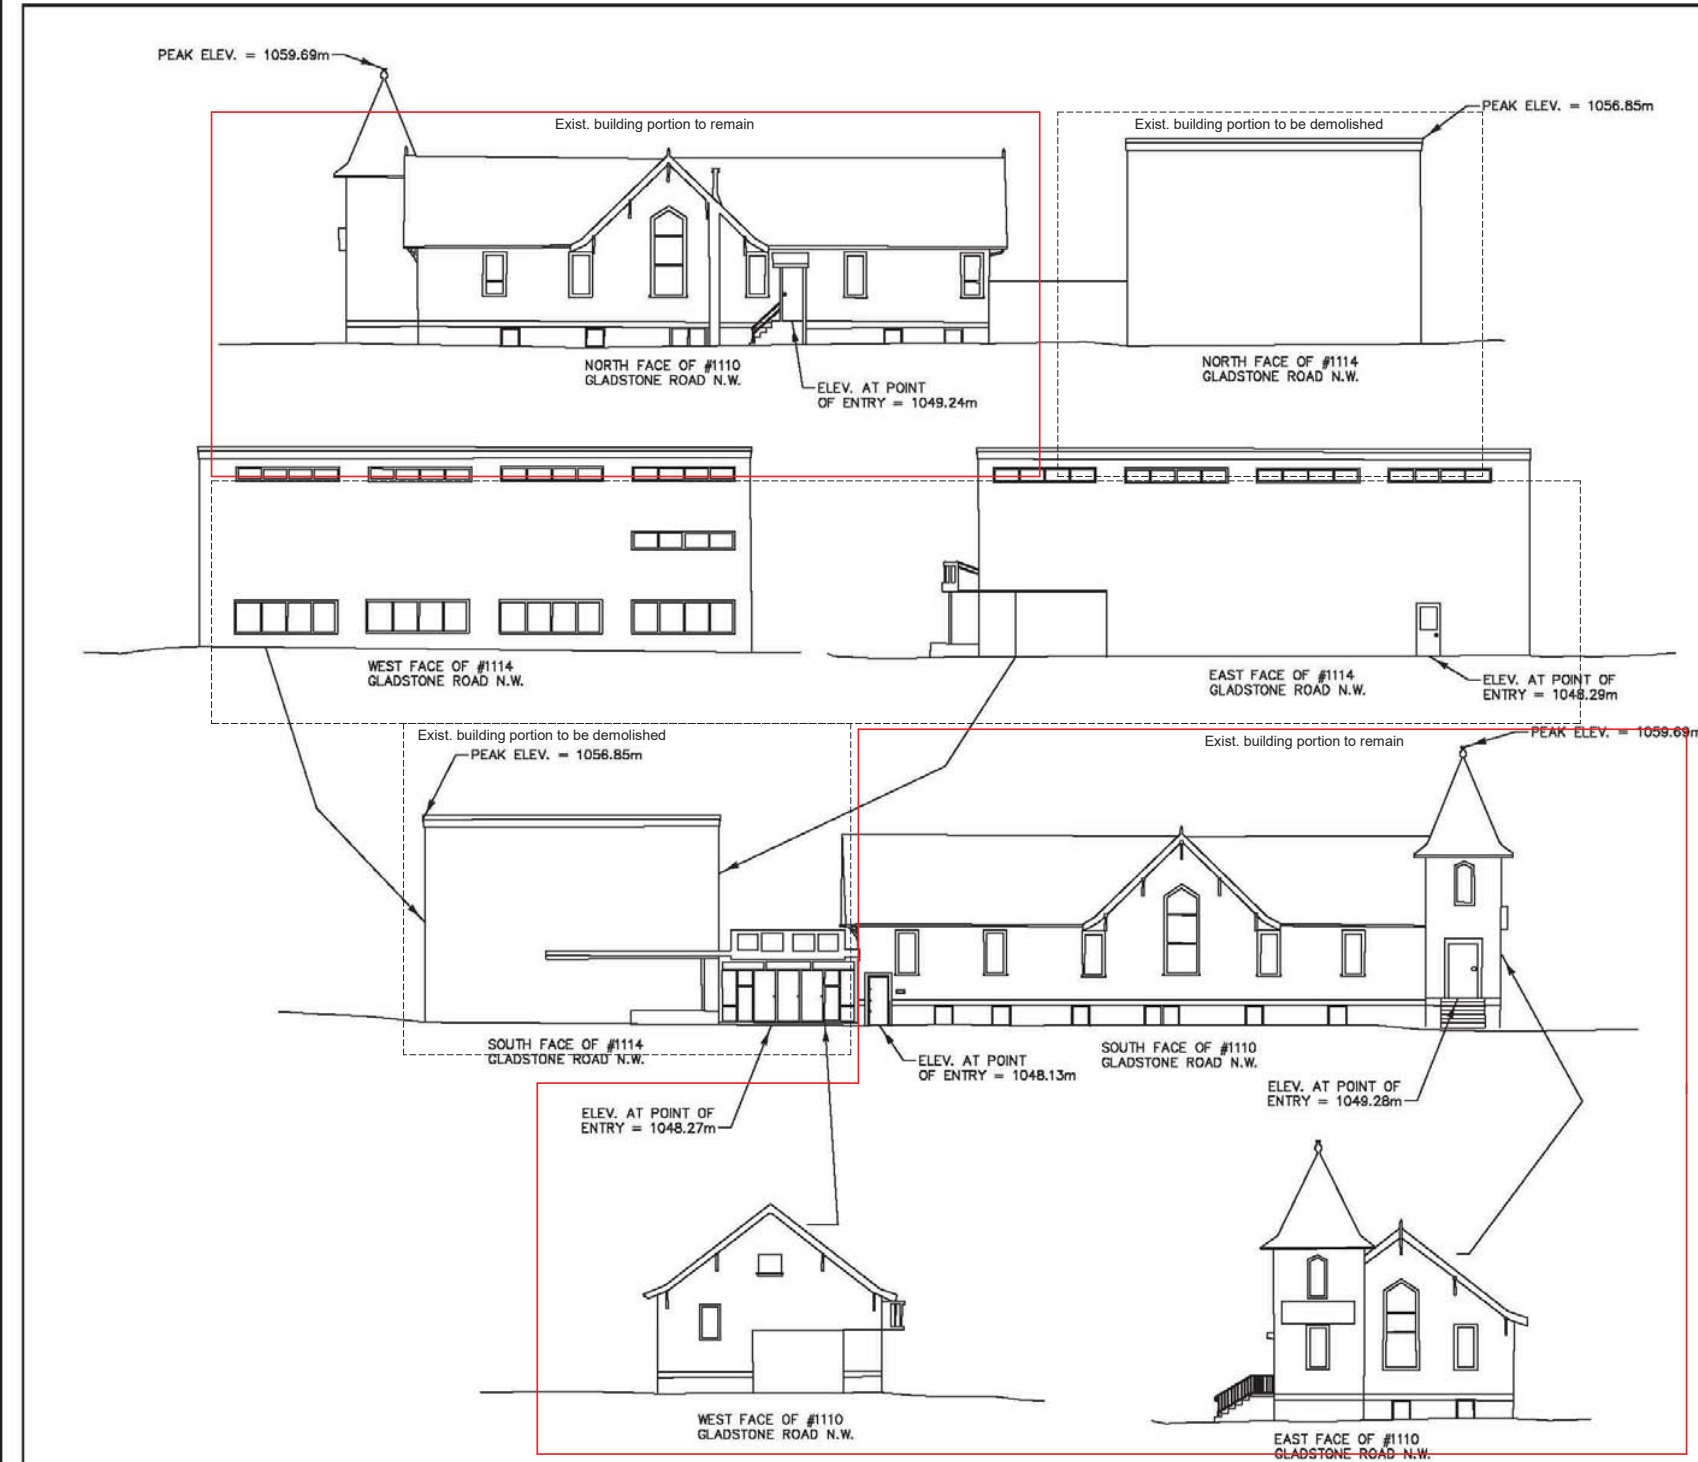 PEAK ELEV. = 1059.69m
PEAK ELEV. = 1056.85m
Exist. building portion to remain
Exist. building portion to be demolished
NORTH FACE OF #1110
GLADSTONE ROAD N.W.
NORTH FACE OF #1114
GLADSTONE ROAD N.W.
ELEV. AT POINT
OF ENTRY = 1049.24m
WEST FACE OF #1114
GLADSTONE ROAD N.W.
EAST FACE OF #1114
GLADSTONE ROAD N.W.
ELEV. AT POINT OF
ENTRY = 1048.29m
Exist. building portion to be demolished
PEAK ELEV. = 1056.85m
Exist. building portion to remain
PEAK ELEV. = 1059.69m
SOUTH FACE OF #1114
GLADSTONE ROAD N.W.
ELEV. AT POINT
OF ENTRY = 1048.13m
SOUTH FACE OF #1110
GLADSTONE ROAD N.W.
ELEV. AT POINT OF
ENTRY = 1049.28m
ELEV. AT POINT OF
ENTRY = 1048.27m
WEST FACE OF #1110
GLADSTONE ROAD N.W.
EAST FACE OF #1110
GLADSTONE ROAD N.W.